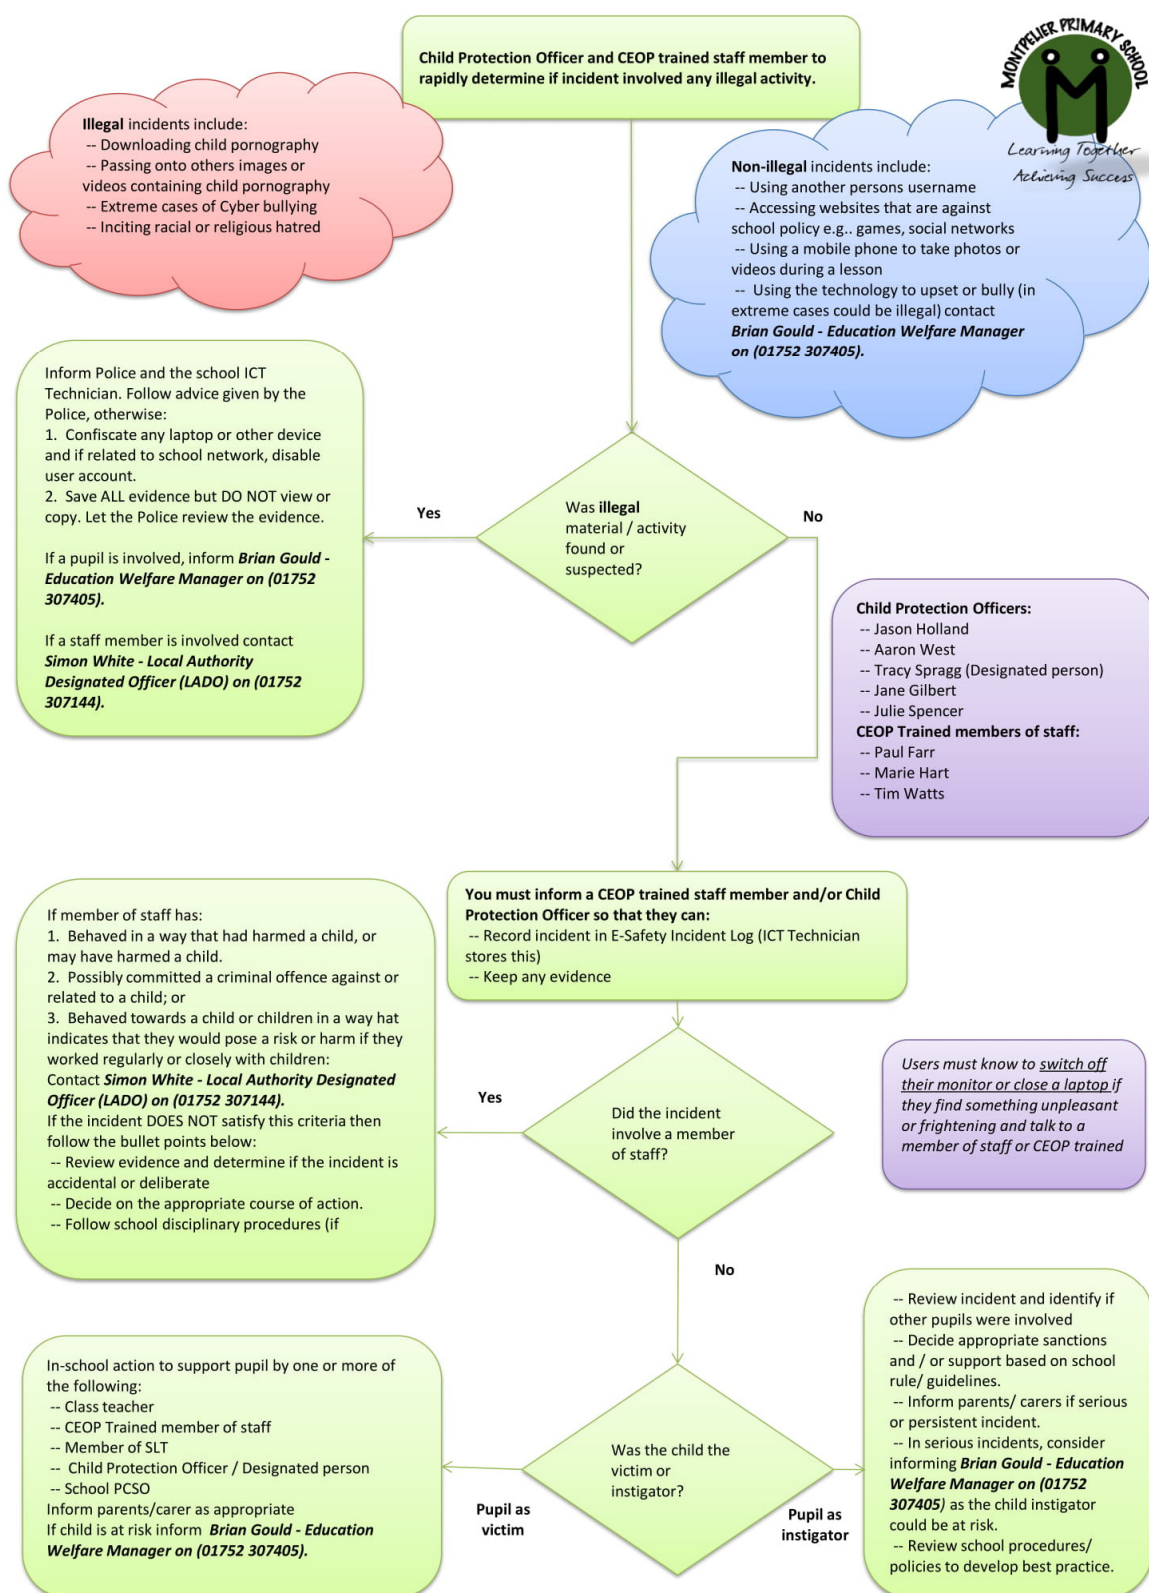 MONTPELIER PRIMARY SCHOOL
Learning Together
Achieving Success
Child Protection Officer and CEOP trained staff member to
rapidly determine if incident involved any illegal activity.
Illegal incidents include:
-- Downloading child pornography
-- Passing onto others images or
videos containing child pornography
-- Extreme cases of Cyber bullying
-- Inciting racial or religious hatred
Non-illegal incidents include:
-- Using another persons username
-- Accessing websites that are against
school policy e.g.. games, social networks
-- Using a mobile phone to take photos or
videos during a lesson
-- Using the technology to upset or bully (in
extreme cases could be illegal) contact
Brian Gould - Education Welfare Manager
on (01752 307405).
Inform Police and the school ICT
Technician. Follow advice given by the
Police, otherwise:
1. Confiscate any laptop or other device
and if related to school network, disable
user account.
2. Save ALL evidence but DO NOT view or
copy. Let the Police review the evidence.
If a pupil is involved, inform Brian Gould -
Education Welfare Manager on (01752
307405).
If a staff member is involved contact
Simon White - Local Authority
Designated Officer (LADO) on (01752
307144).
Yes
Was illegal
material / activity
found or
suspected?
No
Child Protection Officers:
-- Jason Holland
-- Aaron West
-- Tracy Spragg (Designated person)
-- Jane Gilbert
-- Julie Spencer
CEOP Trained members of staff:
-- Paul Farr
-- Marie Hart
-- Tim Watts
You must inform a CEOP trained staff member and/or Child
Protection Officer so that they can:
-- Record incident in E-Safety Incident Log (ICT Technician
stores this)
-- Keep any evidence
If member of staff has:
1. Behaved in a way that had harmed a child, or
may have harmed a child.
2. Possibly committed a criminal offence against or
related to a child; or
3. Behaved towards a child or children in a way hat
indicates that they would pose a risk or harm if they
worked regularly or closely with children:
Contact Simon White - Local Authority Designated
Officer (LADO) on (01752 307144).
If the incident DOES NOT satisfy this criteria then
follow the bullet points below:
-- Review evidence and determine if the incident is
accidental or deliberate
-- Decide on the appropriate course of action.
-- Follow school disciplinary procedures (if
Yes
Did the incident
involve a member
of staff?
Users must know to switch off
their monitor or close a laptop if
they find something unpleasant
or frightening and talk to a
member of staff or CEOP trained
No
In-school action to support pupil by one or more of
the following:
-- Class teacher
-- CEOP Trained member of staff
-- Member of SLT
-- Child Protection Officer / Designated person
-- School PCSO
Inform parents/carer as appropriate
If child is at risk inform Brian Gould - Education
Welfare Manager on (01752 307405).
Pupil as
victim
Was the child the
victim or
instigator?
Pupil as
instigator
-- Review incident and identify if
other pupils were involved
-- Decide appropriate sanctions
and / or support based on school
rule/ guidelines.
-- Inform parents/ carers if serious
or persistent incident.
-- In serious incidents, consider
informing Brian Gould - Education
Welfare Manager on (01752
307405) as the child instigator
could be at risk.
-- Review school procedures/
policies to develop best practice.